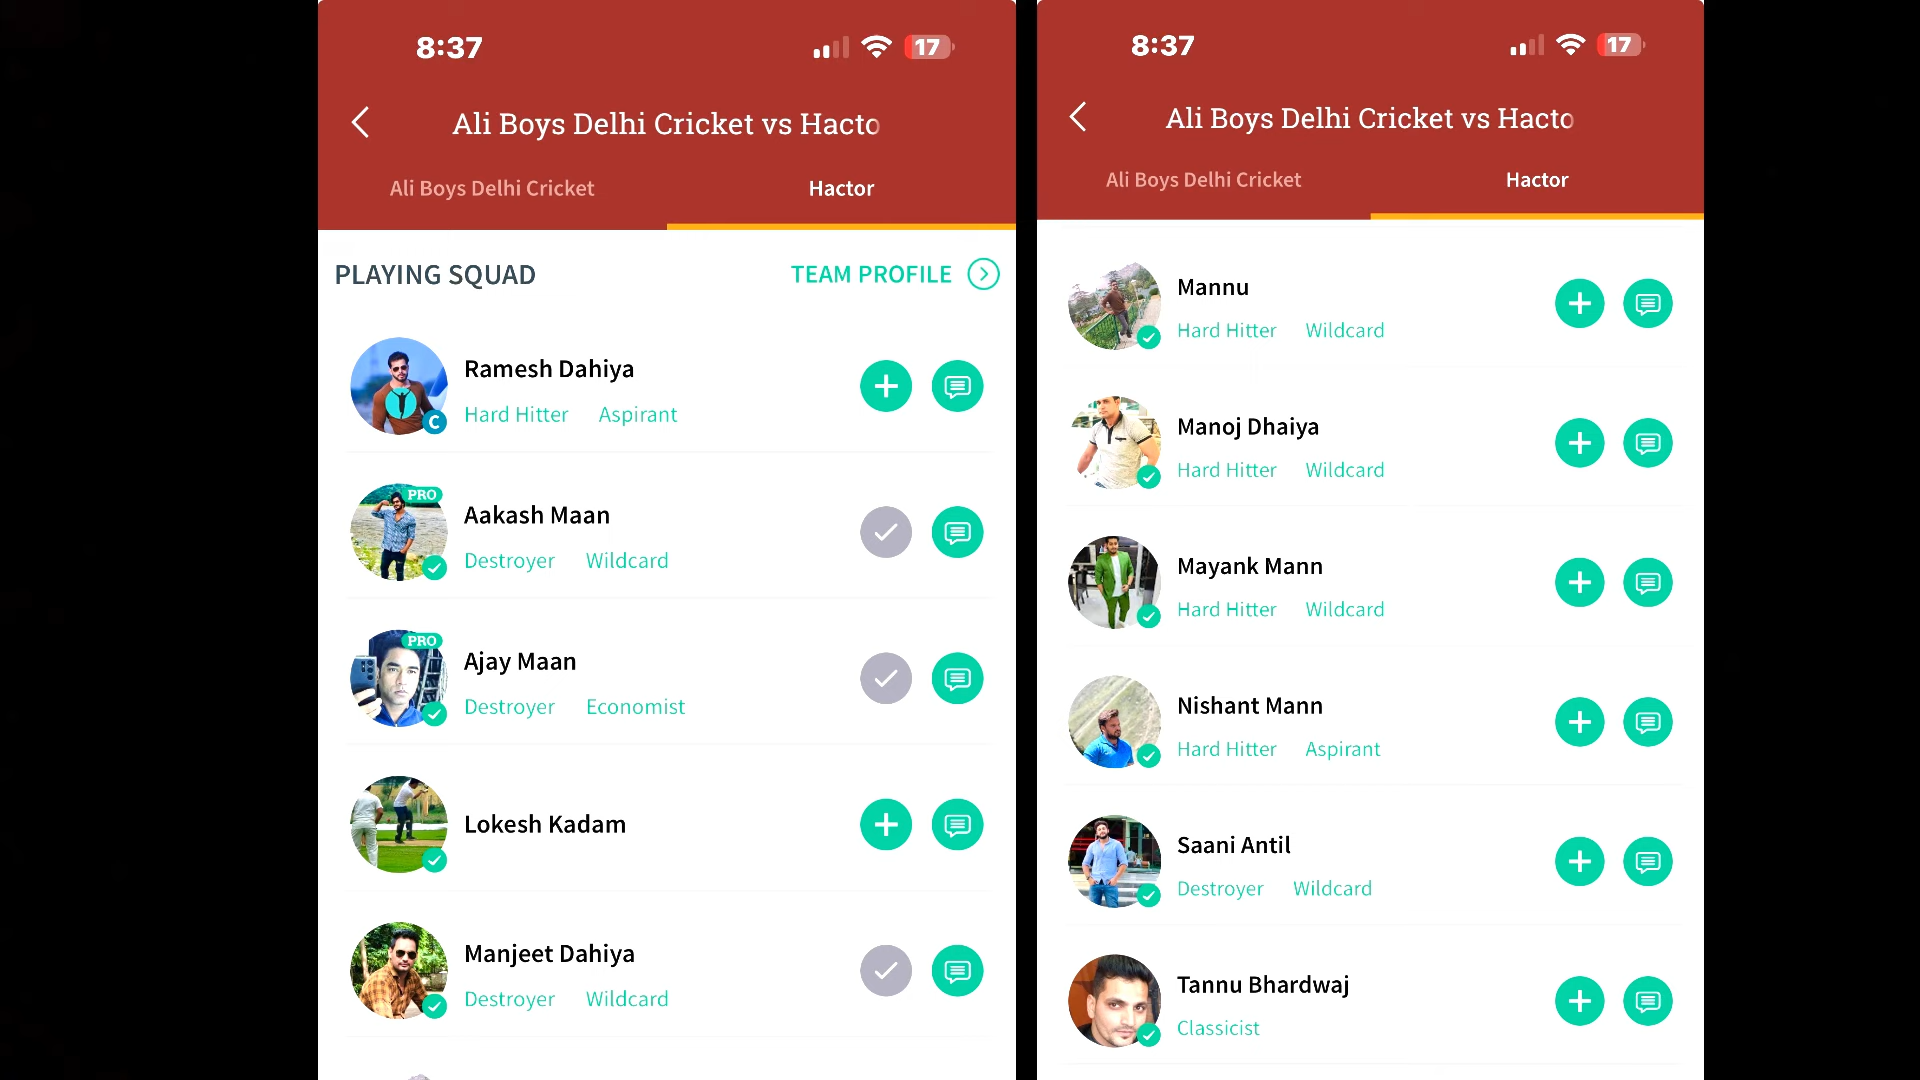 8:37
17
Ali Boys Delhi Cricket vs Hacto
Ali Boys Delhi Cricket
Hactor
PLAYING SQUAD
TEAM PROFILE
Ramesh Dahiya
Hard Hitter Aspirant
C
PRO
Aakash Maan
Destroyer Wildcard
PRO
Ajay Maan
Destroyer Economist
Lokesh Kadam
Manjeet Dahiya
Destroyer Wildcard
8:37
17
Ali Boys Delhi Cricket vs Hacto
Ali Boys Delhi Cricket
Hactor
Mannu
Hard Hitter Wildcard
Manoj Dhaiya
Hard Hitter Wildcard
Mayank Mann
Hard Hitter Wildcard
Nishant Mann
Hard Hitter Aspirant
Saani Antil
Destroyer Wildcard
Tannu Bhardwaj
Classicist